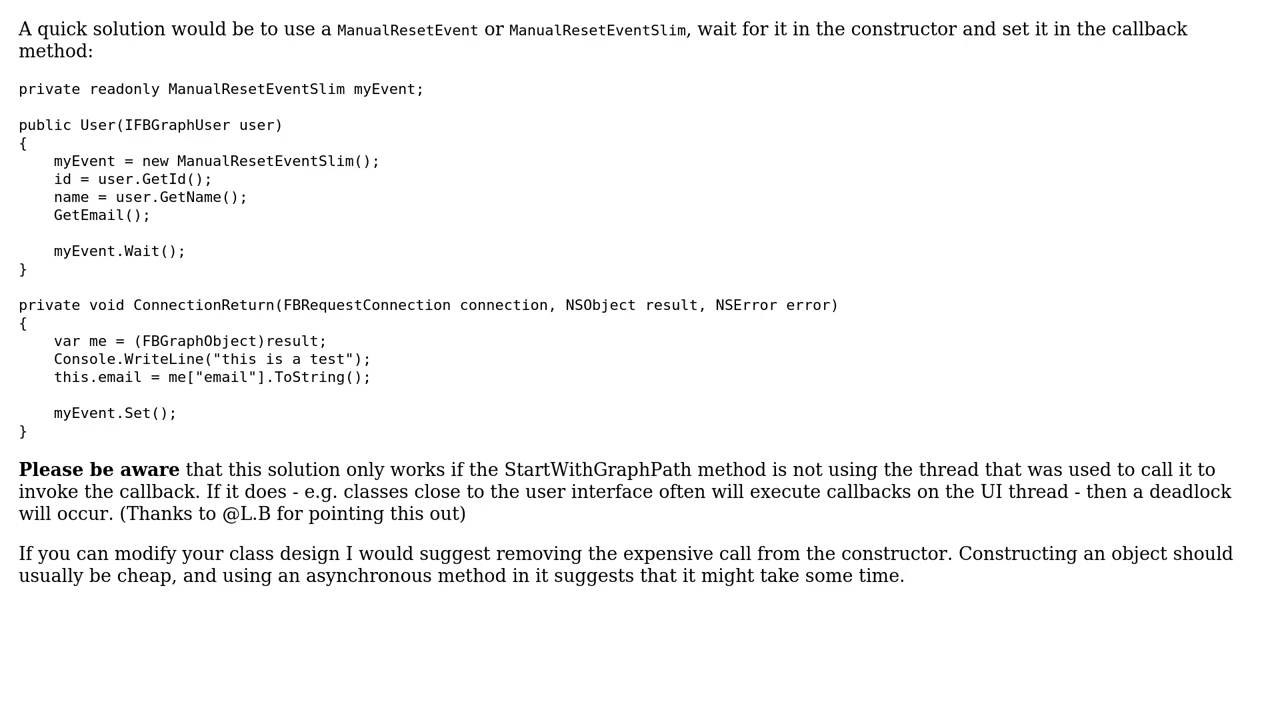 A quick solution would be to use a ManualResetEvent or ManualResetEventSlim, wait for it in the constructor and set it in the callback
method:
private readonly ManualResetEventSlim myEvent;
public User(IFBGraphUser user)
{
    myEvent = new ManualResetEventSlim();
    id = user.GetId();
    name = user.GetName();
    GetEmail();
    myEvent.Wait();
}
private void ConnectionReturn(FBRequestConnection connection, NSObject result, NSError error)
{
    var me = (FBGraphObject)result;
    Console.WriteLine("this is a test");
    this.email = me["email"].ToString();
    myEvent.Set();
}
Please be aware that this solution only works if the StartWithGraphPath method is not using the thread that was used to call it to
invoke the callback. If it does - e.g. classes close to the user interface often will execute callbacks on the UI thread - then a deadlock
will occur. (Thanks to @L.B for pointing this out)
If you can modify your class design I would suggest removing the expensive call from the constructor. Constructing an object should
usually be cheap, and using an asynchronous method in it suggests that it might take some time.